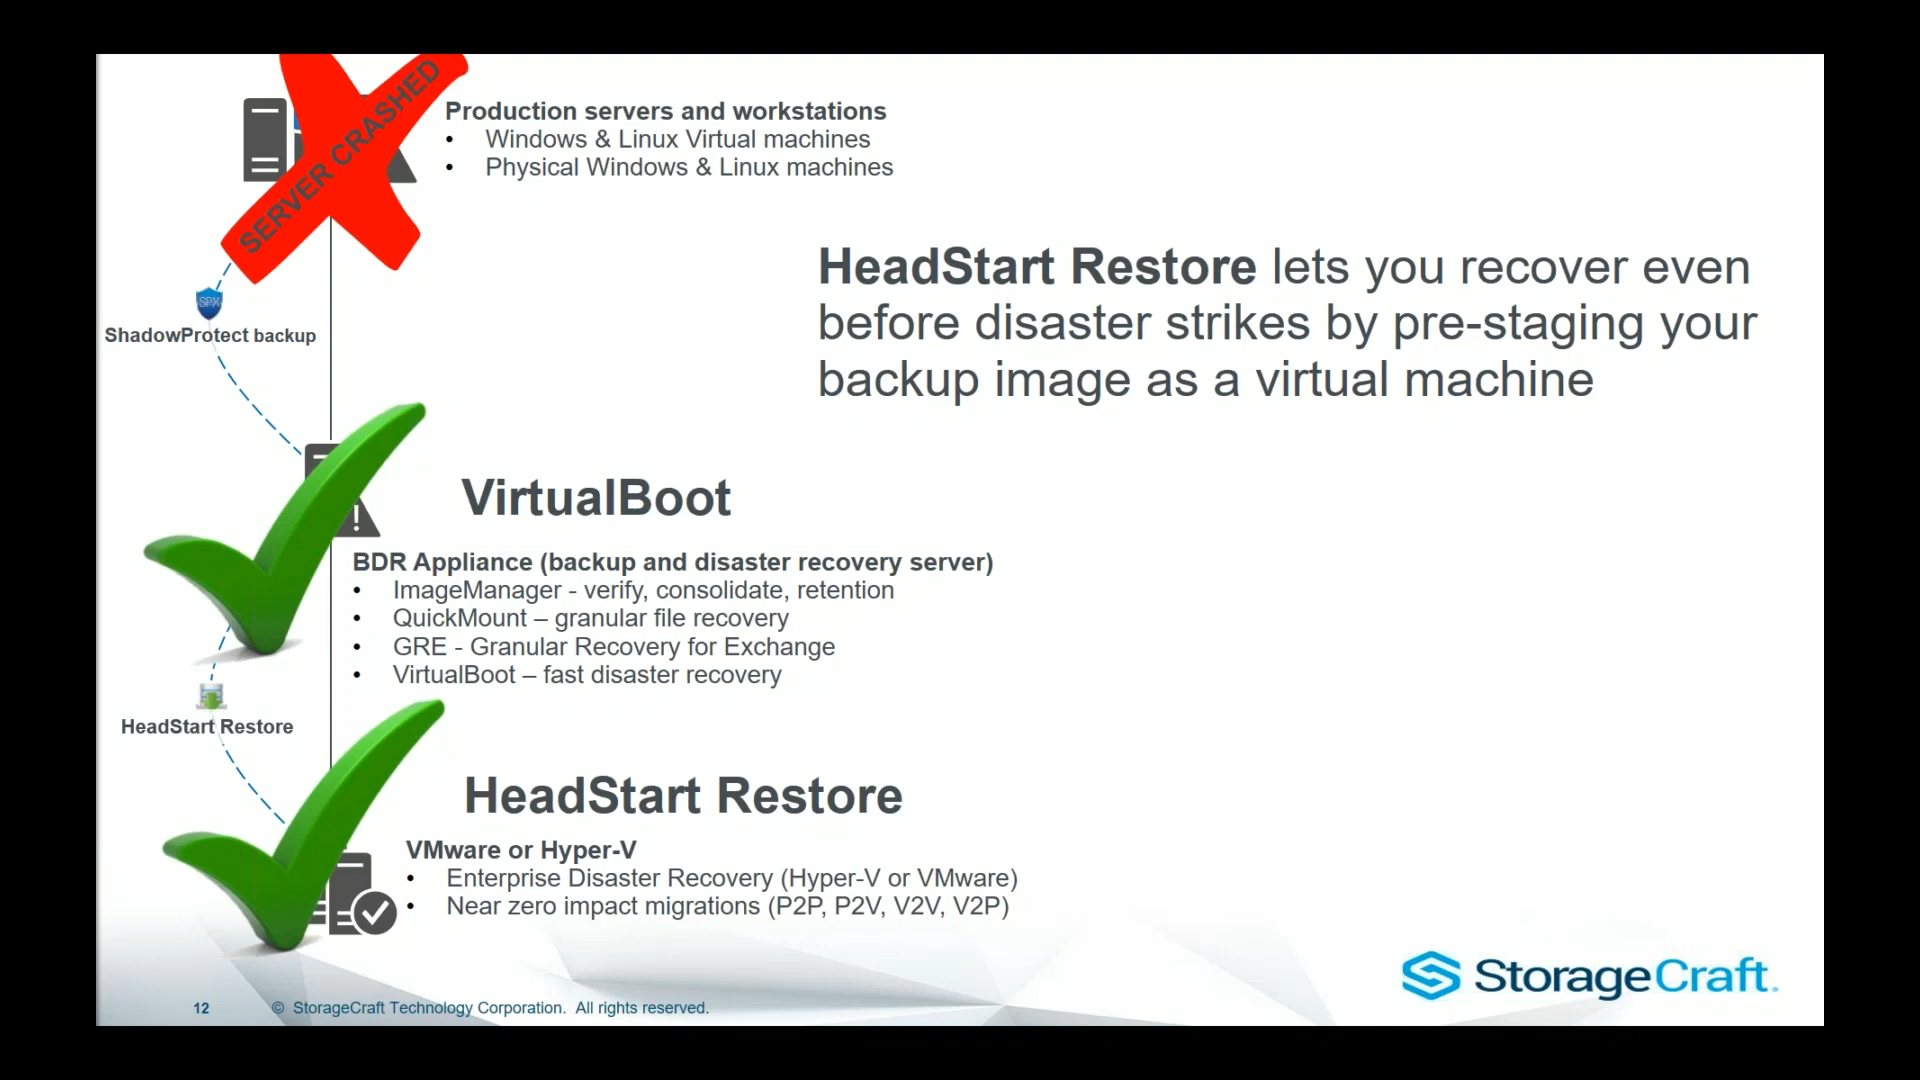 SERVER CRASHED
Production servers and workstations
• Windows & Linux Virtual machines
• Physical Windows & Linux machines
HeadStart Restore lets you recover even
before disaster strikes by pre-staging your
backup image as a virtual machine
SPX
ShadowProtect backup
VirtualBoot
BDR Appliance (backup and disaster recovery server)
• ImageManager - verify, consolidate, retention
• QuickMount – granular file recovery
• GRE - Granular Recovery for Exchange
• VirtualBoot – fast disaster recovery
HeadStart Restore
HeadStart Restore
VMware or Hyper-V
• Enterprise Disaster Recovery (Hyper-V or VMware)
• Near zero impact migrations (P2P, P2V, V2V, V2P)
StorageCraft.
12 © StorageCraft Technology Corporation. All rights reserved.